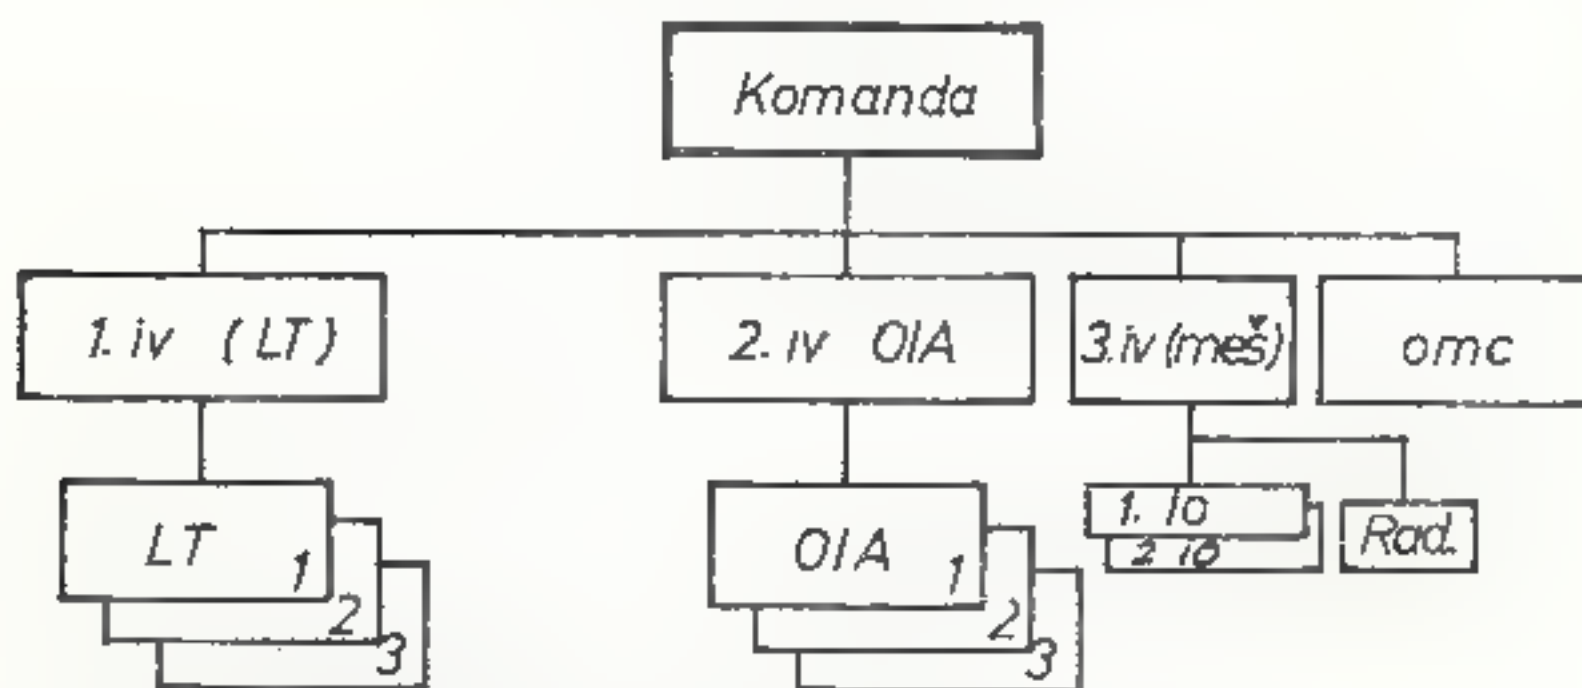 Komanda
1. iv (LT)
2. iv OIA
3. iv (meš)
omc
LT
1
2
3
OIA
1
2
3
1. io
2 io
Rad.